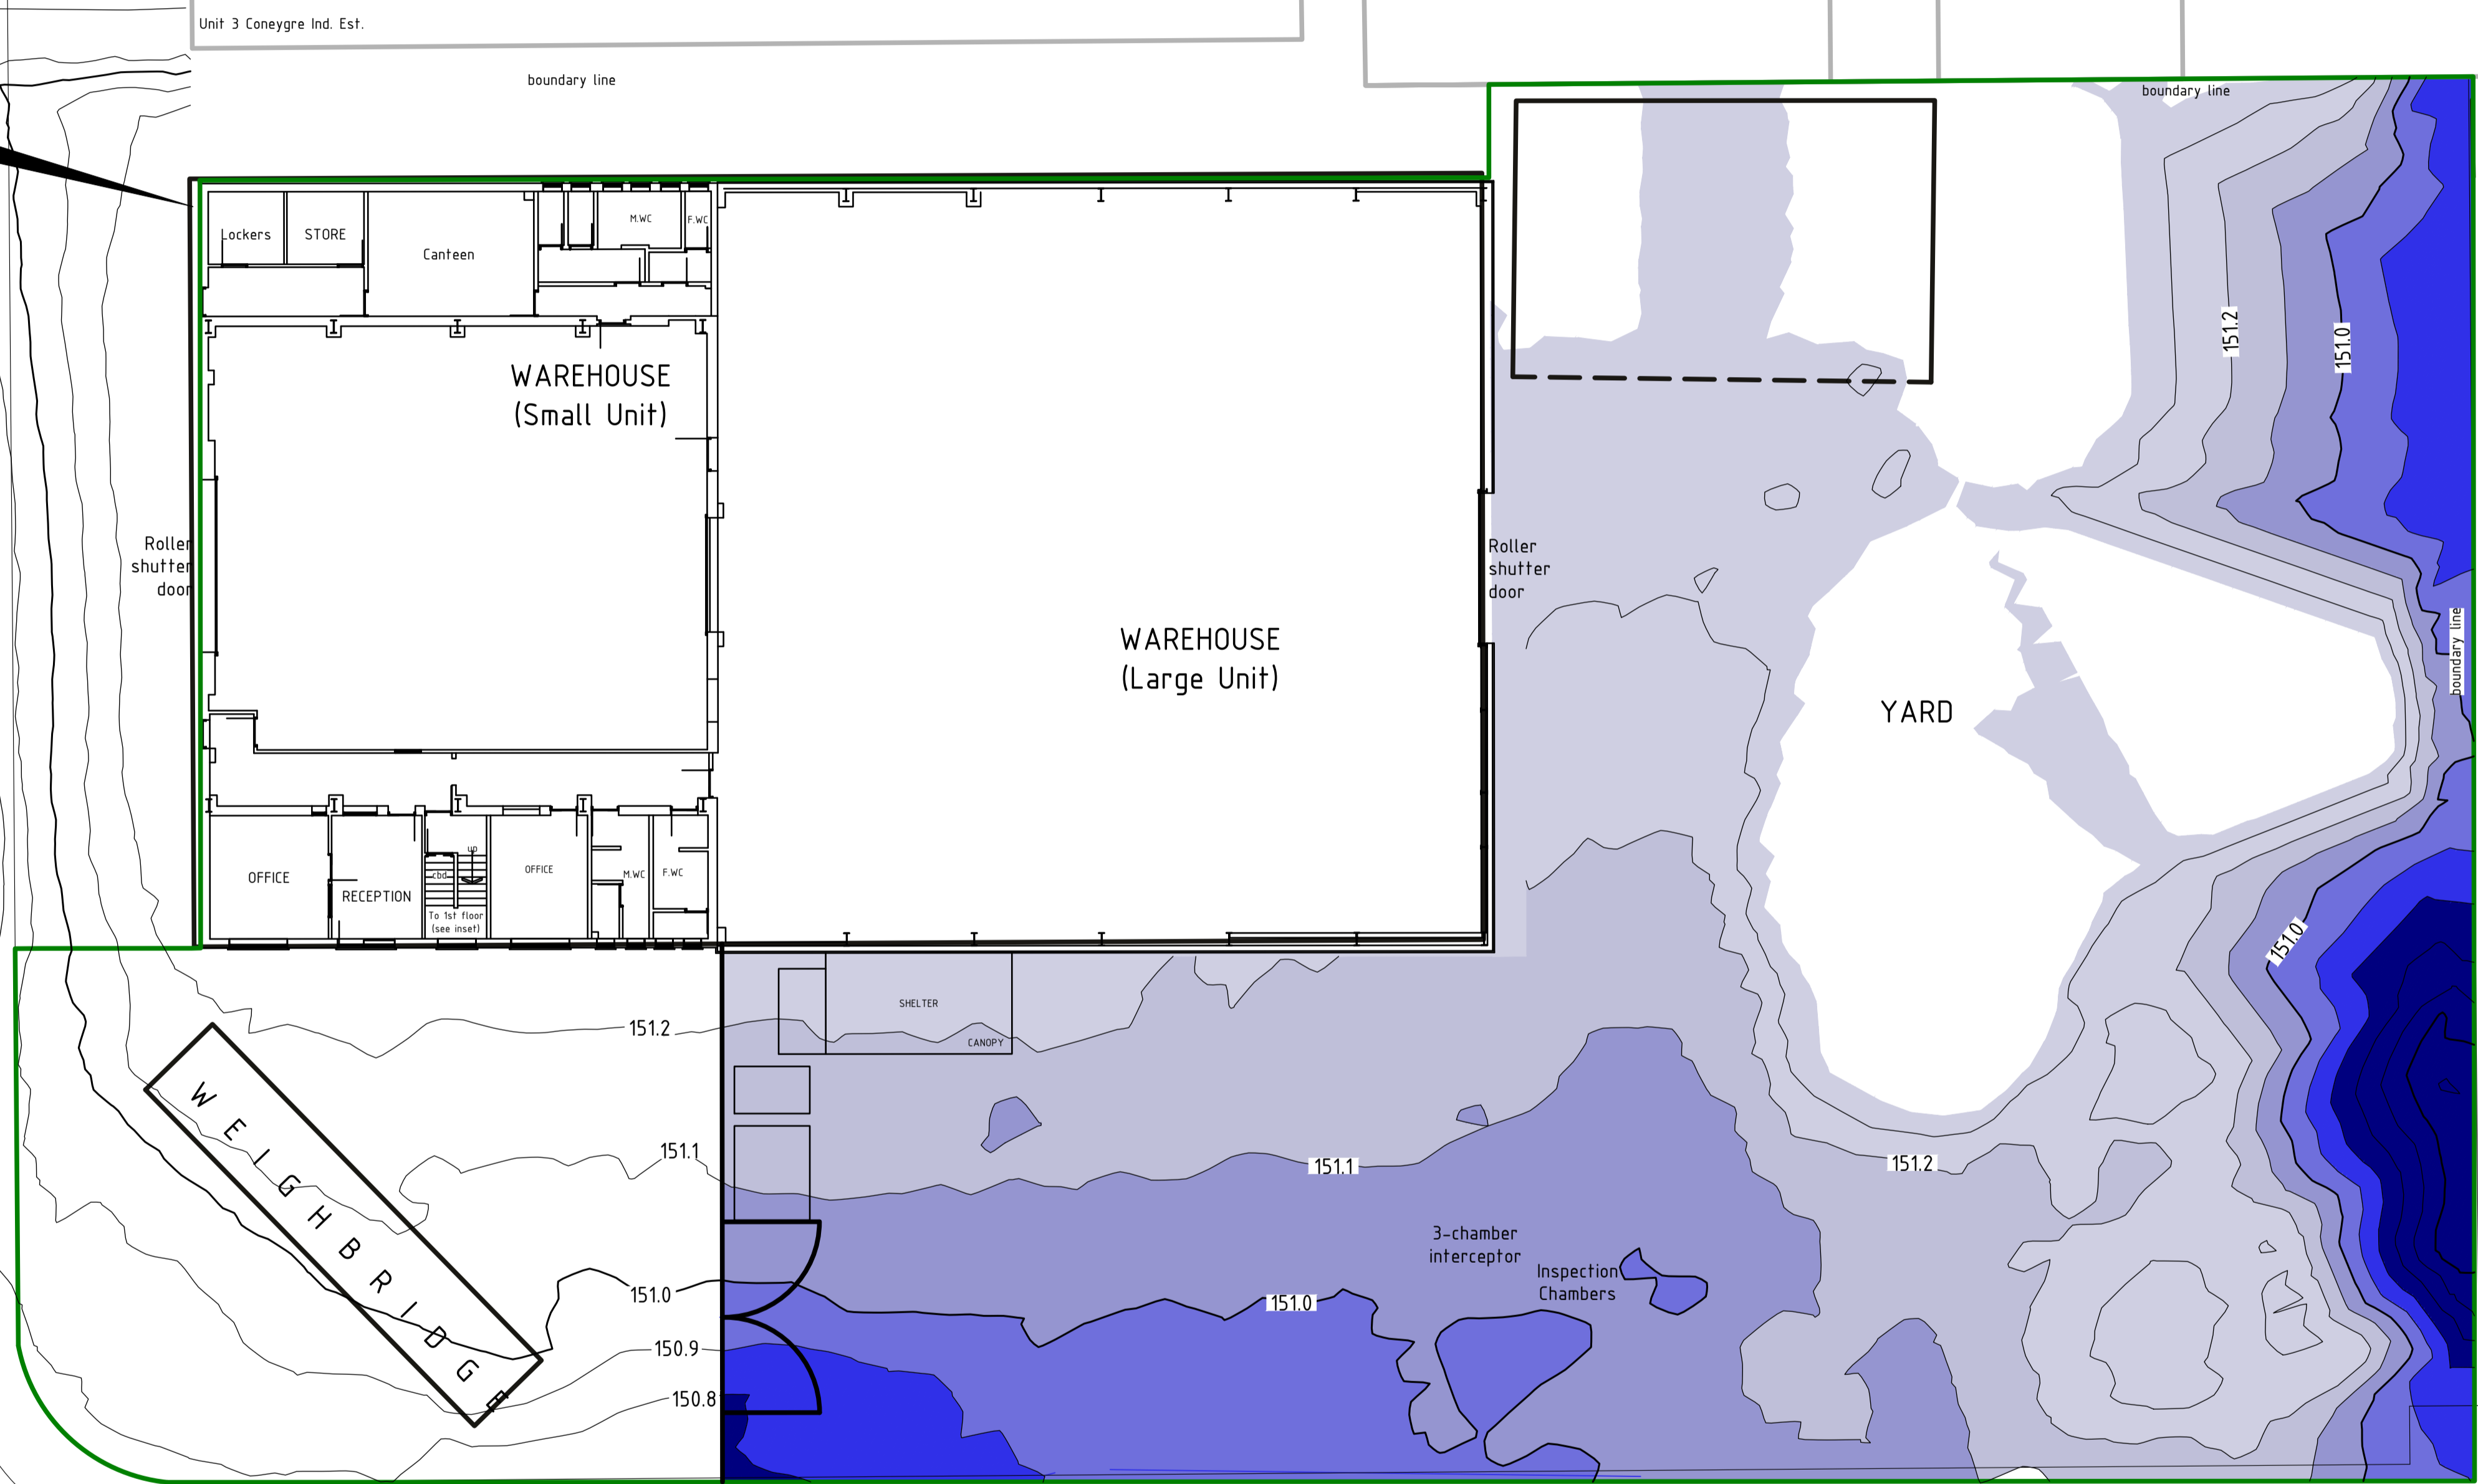 Unit 3 Coneygre Ind. Est.
boundary line
boundary line
Lockers
STORE
Canteen
M.WC
F.WC
WAREHOUSE
(Small Unit)
151.2
151.0
Roller
shutter
door
Roller
shutter
door
WAREHOUSE
(Large Unit)
boundary line
YARD
OFFICE
RECEPTION
up
cbd
To 1st floor
(see inset)
OFFICE
M.WC
F.WC
151.0
SHELTER
CANOPY
151.2
WEIGHBRIDGE
151.1
151.1
151.2
3-chamber
interceptor
Inspection
Chambers
151.0
151.0
150.9
150.8